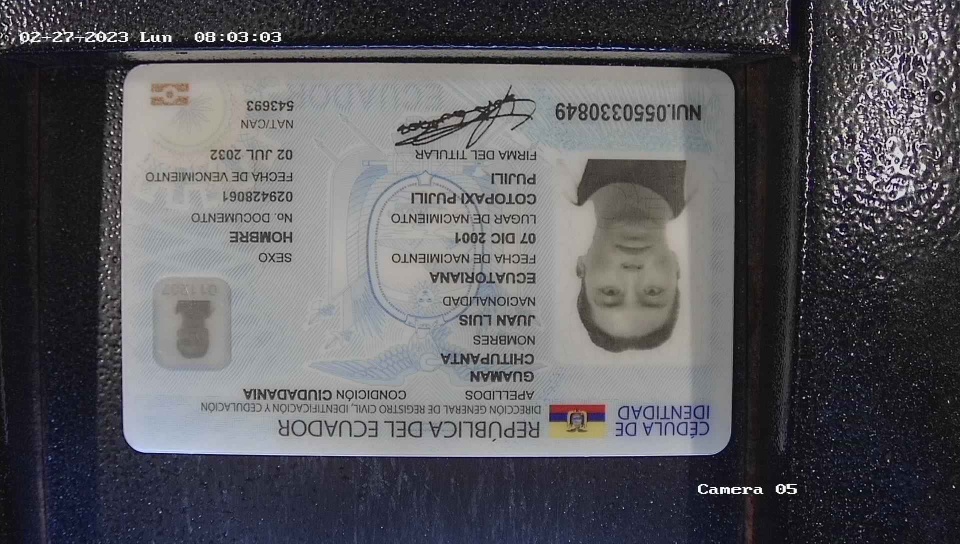 02-27-2023 Lun 08:03:03
CÉDULA DE IDENTIDAD
REPÚBLICA DEL ECUADOR
DIRECCIÓN GENERAL DE REGISTRO CIVIL, IDENTIFICACIÓN Y CEDULACIÓN
APELLIDOS
CONDICIÓN CIUDADANÍA
GUAMAN
CHITUPANTA
NOMBRES
JUAN LUIS
NACIONALIDAD
ECUATORIANA
FECHA DE NACIMIENTO
07 DIC 2001
LUGAR DE NACIMIENTO
COTOPAXI PUJILI
PUJILI
FIRMA DEL TITULAR
SEXO
HOMBRE
No. DOCUMENTO
029428061
FECHA DE VENCIMIENTO
02 JUL 2032
NAT/CAN
543693
NUI.0550330849
Camera 05